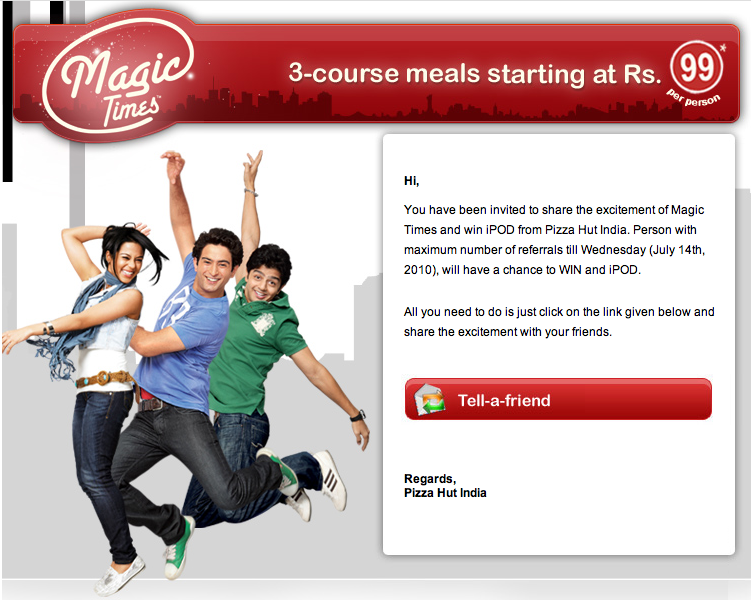 Magic
Times™
3-course meals starting at Rs. 99*
per person
Hi,
You have been invited to share the excitement of Magic
Times and win iPOD from Pizza Hut India. Person with
maximum number of referrals till Wednesday (July 14th,
2010), will have a chance to WIN and iPOD.
All you need to do is just click on the link given below and
share the excitement with your friends.
Tell-a-friend
Regards,
Pizza Hut India